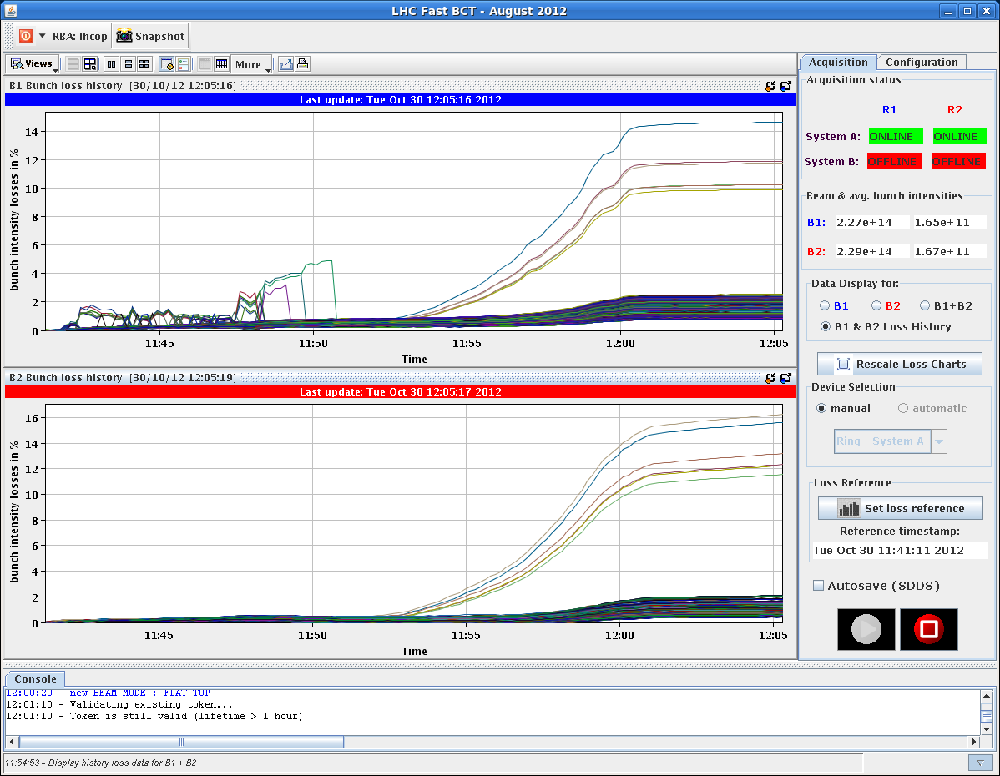 LHC Fast BCT - August 2012
RBA: lhcop
Snapshot
Views
More
B1 Bunch loss history [30/10/12 12:05:16]
Last update: Tue Oct 30 12:05:16 2012
bunch intensity losses in %
14
12
10
8
6
4
2
0
11:45
11:50
11:55
12:00
12:05
Time
B2 Bunch loss history [30/10/12 12:05:19]
Last update: Tue Oct 30 12:05:17 2012
bunch intensity losses in %
16
14
12
10
8
6
4
2
0
11:45
11:50
11:55
12:00
12:05
Time
Acquisition
Configuration
Acquisition status
R1 R2
System A: ONLINE ONLINE
System B: OFFLINE OFFLINE
Beam & avg. bunch intensities
B1: 2.27e+14 1.65e+11
B2: 2.29e+14 1.67e+11
Data Display for:
B1 B2 B1+B2
B1 & B2 Loss History
Rescale Loss Charts
Device Selection
manual automatic
Ring - System A
Loss Reference
Set loss reference
Reference timestamp:
Tue Oct 30 11:41:11 2012
Autosave (SDDS)
Console
12:00:20 - new BEAM MODE : FLAT TOP
12:01:10 - Validating existing token...
12:01:10 - Token is still valid (lifetime > 1 hour)
11:54:53 - Display history loss data for B1 + B2